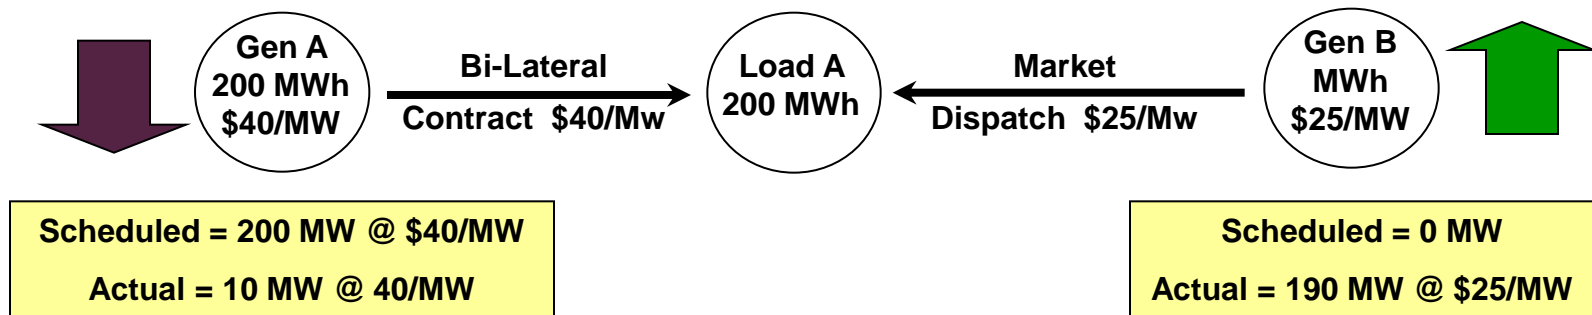 Gen A
200 MWh
$40/MW
Bi-Lateral
Contract $40/Mw
Load A
200 MWh
Market
Dispatch $25/Mw
Gen B
MWh
$25/MW
Scheduled = 200 MW @ $40/MW
Actual = 10 MW @ 40/MW
Scheduled = 0 MW
Actual = 190 MW @ $25/MW